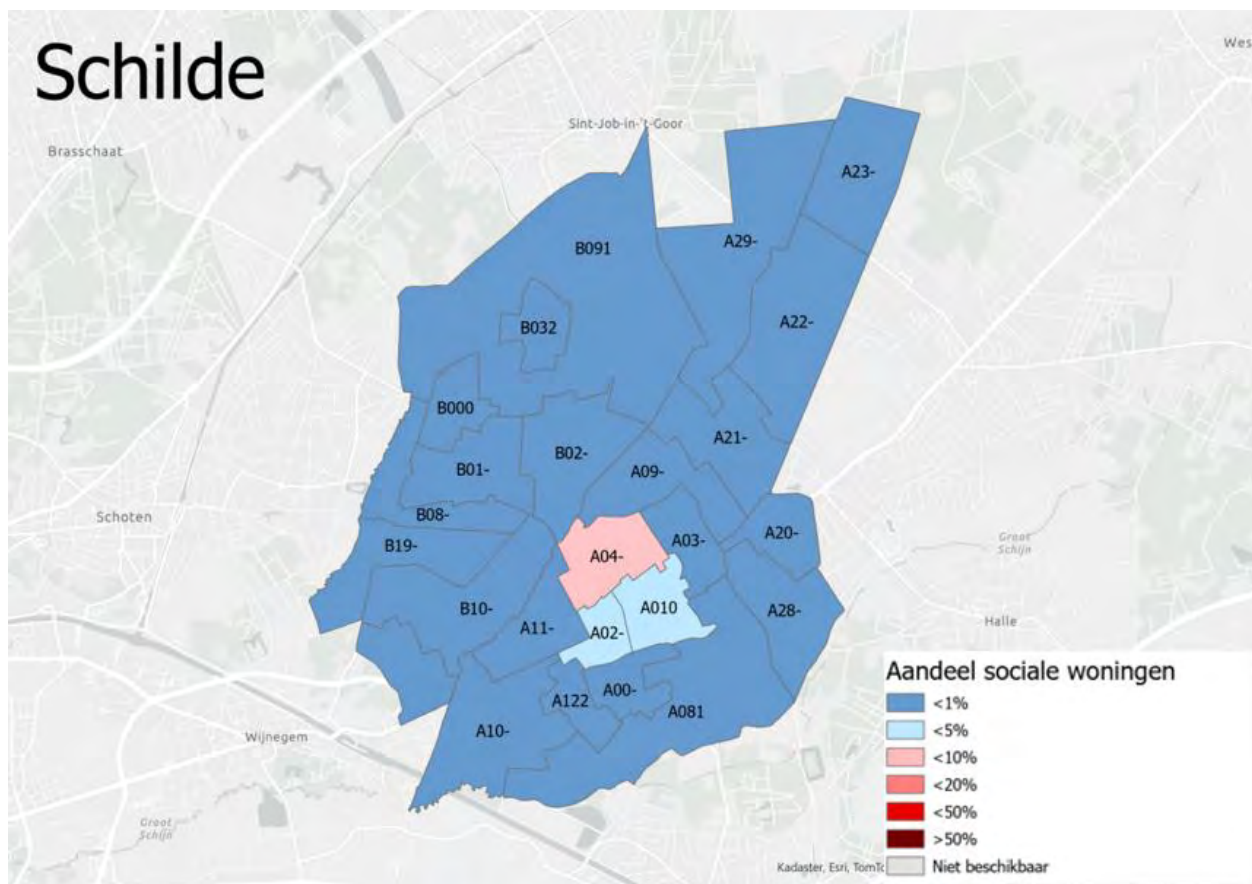 Schilde
Wes
Sint-Job-in-'t-Goor
Brasschaat
A23-
B091
A29-
A22-
B032
B000
A21-
B02-
B01-
A09-
B08-
Schoten
A20-
A03-
Groot
Schijn
B19-
A04-
B10-
A010
A28-
A11-
A02-
Halle
A00-
A122
A081
A10-
Wijnegem
Groot
Schijn
Aandeel sociale woningen
<1%
<5%
<10%
<20%
<50%
>50%
Niet beschikbaar
Kadaster, Esri, TomTo